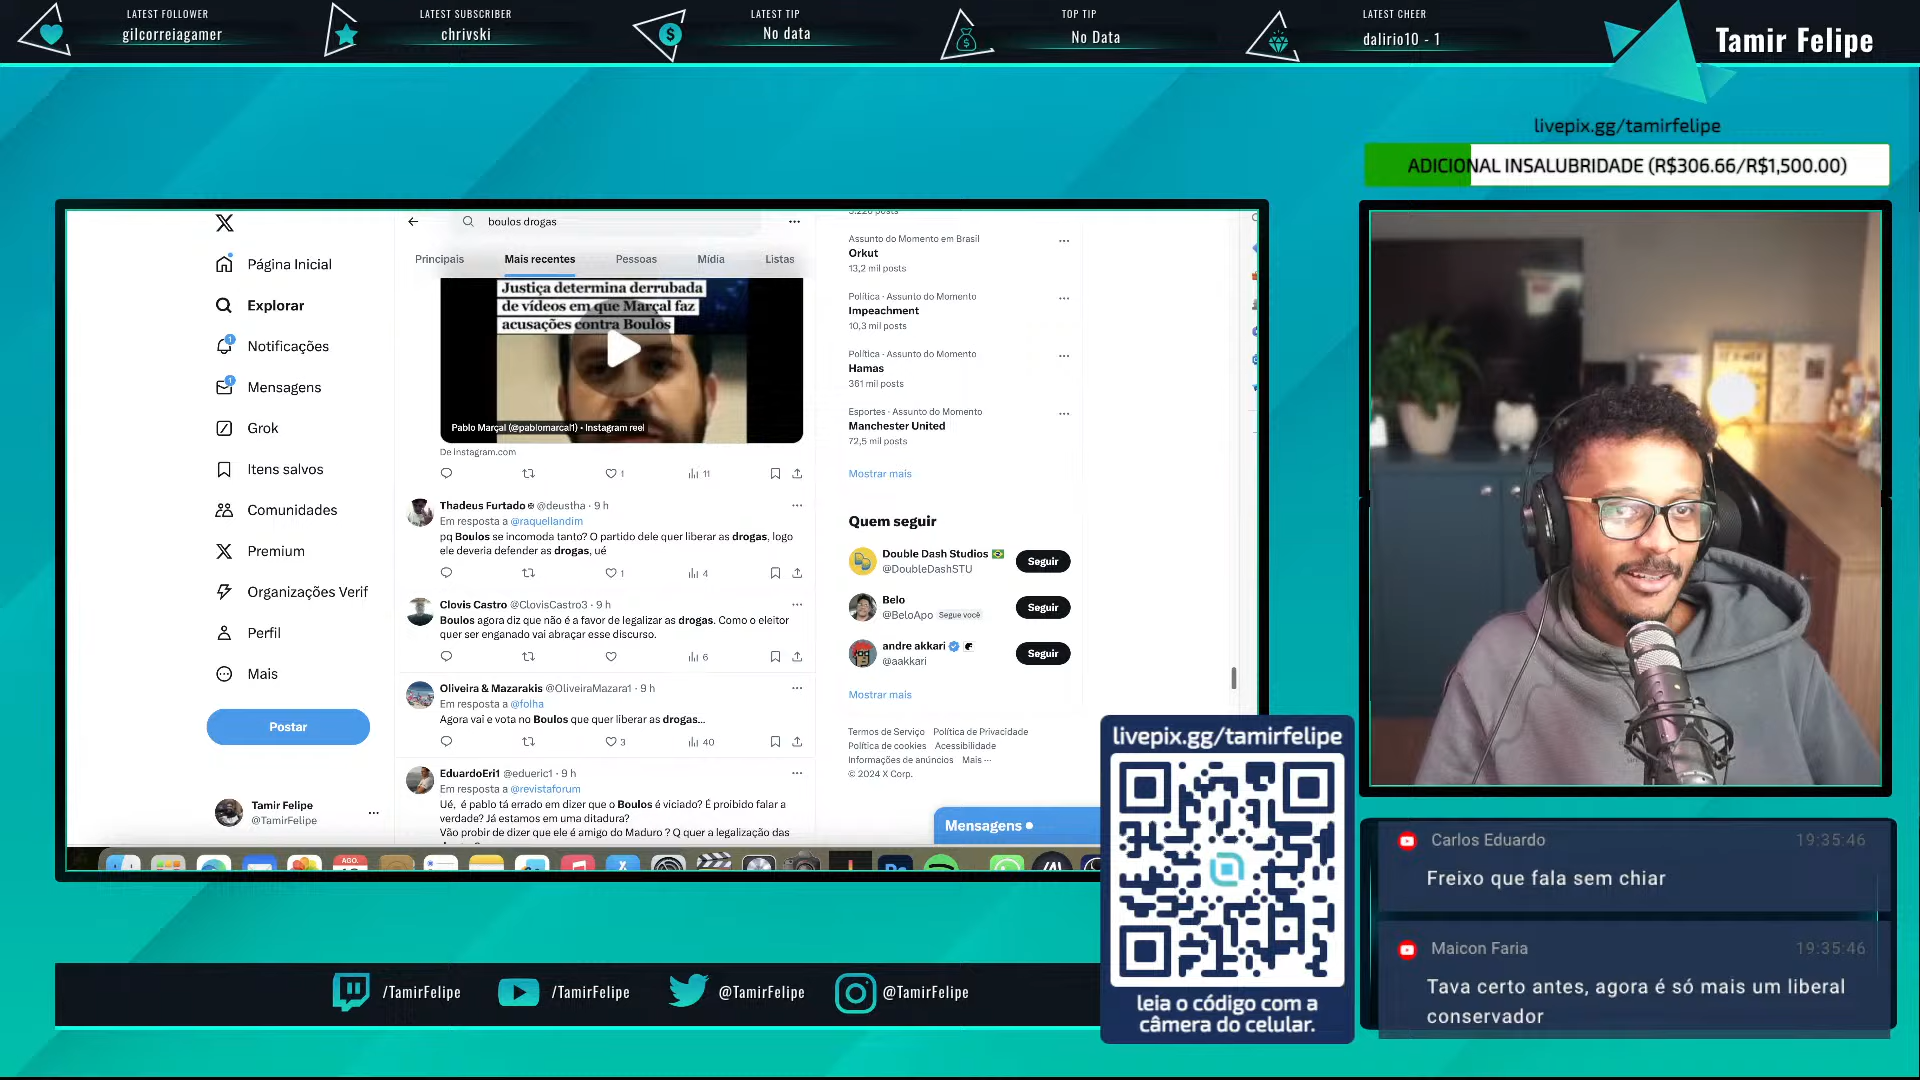 LATEST FOLLOWER
gilcorreiagamer
LATEST SUBSCRIBER
chrivski
LATEST TIP
No data
TOP TIP
No Data
LATEST CHEER
dalirio10 - 1
Tamir Felipe
livepix.gg/tamirfelipe
ADICIONAL INSALUBRIDADE (R$306.66/R$1,500.00)
Página Inicial
Explorar
1
Notificações
1
Mensagens
Grok
Itens salvos
Comunidades
Premium
Organizações Verif
Perfil
Mais
Postar
Tamir Felipe
@TamirFelipe
boulos drogas
Principais
Mais recentes
Pessoas
Mídia
Listas
Justiça determina derrubada
de vídeos em que Marçal faz
acusações contra Boulos
Pablo Marçal (@pablomarcal1) • Instagram reel
De instagram.com
1
11
Thadeus Furtado @deustha · 9 h
Em resposta a @raquellandim
pq Boulos se incomoda tanto? O partido dele quer liberar as drogas, logo
ele deveria defender as drogas, ué
1
4
Clovis Castro @ClovisCastro3 · 9 h
Boulos agora diz que não é a favor de legalizar as drogas. Como o eleitor
quer ser enganado vai abraçar esse discurso.
6
Oliveira & Mazarakis @OliveiraMazara1 · 9 h
Em resposta a @folha
Agora vai e vota no Boulos que quer liberar as drogas...
3
40
EduardoEri1 @edueric1 · 9 h
Em resposta a @revistaforum
Ué, é pablo tá errado em dizer que o Boulos é viciado? É proibido falar a
verdade? Já estamos em uma ditadura?
Vão probir de dizer que ele é amigo do Maduro ? Q quer a legalização das
Assunto do Momento em Brasil
Orkut
13,2 mil posts
Política · Assunto do Momento
Impeachment
10,3 mil posts
Política · Assunto do Momento
Hamas
361 mil posts
Esportes · Assunto do Momento
Manchester United
72,5 mil posts
Mostrar mais
Quem seguir
Double Dash Studios
@DoubleDashSTU
Seguir
Belo
@BeloApo Segue você
Seguir
andre akkari
@aakkari
Seguir
Mostrar mais
Termos de Serviço Política de Privacidade
Política de cookies Acessibilidade
Informações de anúncios Mais ···
© 2024 X Corp.
Mensagens
AGO.
livepix.gg/tamirfelipe
leia o código com a
câmera do celular.
Carlos Eduardo 19:35:46
Freixo que fala sem chiar
Maicon Faria 19:35:46
Tava certo antes, agora é só mais um liberal
conservador
/TamirFelipe
/TamirFelipe
@TamirFelipe
@TamirFelipe